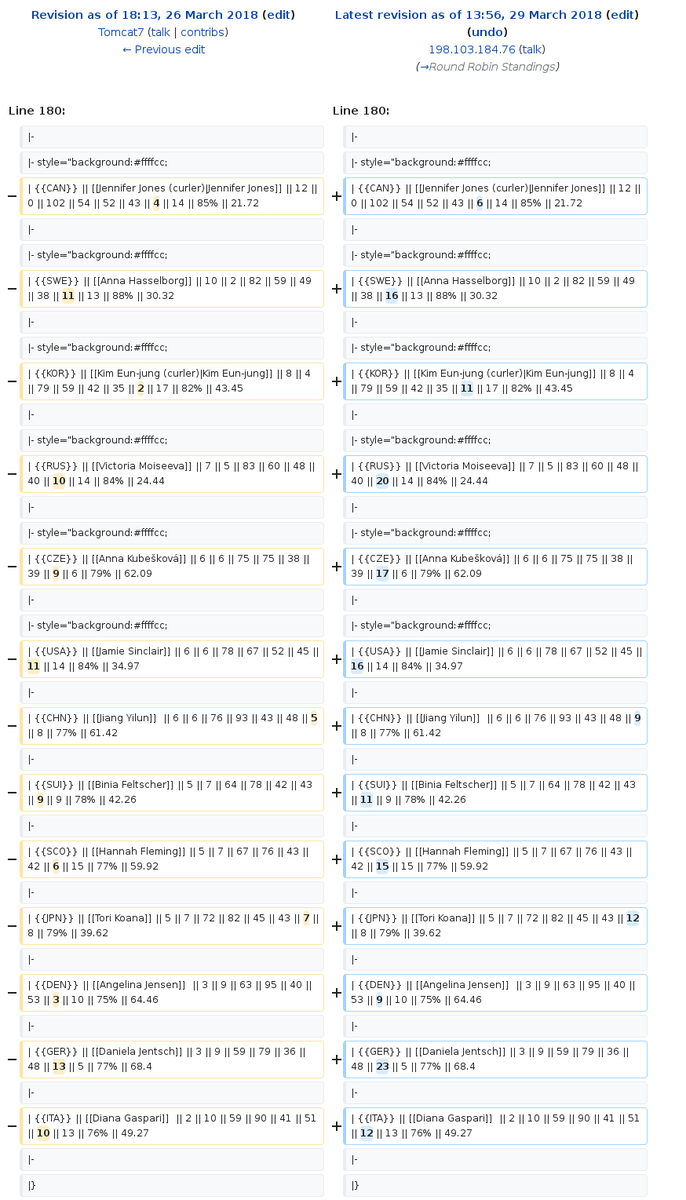 Revision as of 18:13, 26 March 2018 (edit)
Tomcat7 (talk | contribs)
← Previous edit
Latest revision as of 13:56, 29 March 2018 (edit)
(undo)
198.103.184.76 (talk)
(→Round Robin Standings)
Line 180:
Line 180:
|-
|-
|- style="background:#ffffcc;
|- style="background:#ffffcc;
− | {{CAN}} || [[Jennifer Jones (curler)|Jennifer Jones]] || 12 ||
0 || 102 || 54 || 52 || 43 || 4 || 14 || 85% || 21.72
+ | {{CAN}} || [[Jennifer Jones (curler)|Jennifer Jones]] || 12 ||
0 || 102 || 54 || 52 || 43 || 6 || 14 || 85% || 21.72
|-
|-
|- style="background:#ffffcc;
|- style="background:#ffffcc;
− | {{SWE}} || [[Anna Hasselborg]] || 10 || 2 || 82 || 59 || 49
|| 38 || 11 || 13 || 88% || 30.32
+ | {{SWE}} || [[Anna Hasselborg]] || 10 || 2 || 82 || 59 || 49
|| 38 || 16 || 13 || 88% || 30.32
|-
|-
|- style="background:#ffffcc;
|- style="background:#ffffcc;
− | {{KOR}} || [[Kim Eun-jung (curler)|Kim Eun-jung]] || 8 || 4
|| 79 || 59 || 42 || 35 || 2 || 17 || 82% || 43.45
+ | {{KOR}} || [[Kim Eun-jung (curler)|Kim Eun-jung]] || 8 || 4
|| 79 || 59 || 42 || 35 || 11 || 17 || 82% || 43.45
|-
|-
|- style="background:#ffffcc;
|- style="background:#ffffcc;
− | {{RUS}} || [[Victoria Moiseeva]] || 7 || 5 || 83 || 60 || 48 ||
40 || 10 || 14 || 84% || 24.44
+ | {{RUS}} || [[Victoria Moiseeva]] || 7 || 5 || 83 || 60 || 48 ||
40 || 20 || 14 || 84% || 24.44
|-
|-
|- style="background:#ffffcc;
|- style="background:#ffffcc;
− | {{CZE}} || [[Anna Kubešková]] || 6 || 6 || 75 || 75 || 38 ||
39 || 9 || 6 || 79% || 62.09
+ | {{CZE}} || [[Anna Kubešková]] || 6 || 6 || 75 || 75 || 38 ||
39 || 17 || 6 || 79% || 62.09
|-
|-
|- style="background:#ffffcc;
|- style="background:#ffffcc;
− | {{USA}} || [[Jamie Sinclair]] || 6 || 6 || 78 || 67 || 52 || 45 ||
11 || 14 || 84% || 34.97
+ | {{USA}} || [[Jamie Sinclair]] || 6 || 6 || 78 || 67 || 52 || 45 ||
16 || 14 || 84% || 34.97
|-
|-
− | {{CHN}} || [[Jiang Yilun]] || 6 || 6 || 76 || 93 || 43 || 48 || 5
|| 8 || 77% || 61.42
+ | {{CHN}} || [[Jiang Yilun]] || 6 || 6 || 76 || 93 || 43 || 48 || 9
|| 8 || 77% || 61.42
|-
|-
− | {{SUI}} || [[Binia Feltscher]] || 5 || 7 || 64 || 78 || 42 || 43
|| 9 || 9 || 78% || 42.26
+ | {{SUI}} || [[Binia Feltscher]] || 5 || 7 || 64 || 78 || 42 || 43
|| 11 || 9 || 78% || 42.26
|-
|-
− | {{SCO}} || [[Hannah Fleming]] || 5 || 7 || 67 || 76 || 43 ||
42 || 6 || 15 || 77% || 59.92
+ | {{SCO}} || [[Hannah Fleming]] || 5 || 7 || 67 || 76 || 43 ||
42 || 15 || 15 || 77% || 59.92
|-
|-
− | {{JPN}} || [[Tori Koana]] || 5 || 7 || 72 || 82 || 45 || 43 || 7 ||
8 || 79% || 39.62
+ | {{JPN}} || [[Tori Koana]] || 5 || 7 || 72 || 82 || 45 || 43 || 12
|| 8 || 79% || 39.62
|-
|-
− | {{DEN}} || [[Angelina Jensen]] || 3 || 9 || 63 || 95 || 40 ||
53 || 3 || 10 || 75% || 64.46
+ | {{DEN}} || [[Angelina Jensen]] || 3 || 9 || 63 || 95 || 40 ||
53 || 9 || 10 || 75% || 64.46
|-
|-
− | {{GER}} || [[Daniela Jentsch]] || 3 || 9 || 59 || 79 || 36 ||
48 || 13 || 5 || 77% || 68.4
+ | {{GER}} || [[Daniela Jentsch]] || 3 || 9 || 59 || 79 || 36 ||
48 || 23 || 5 || 77% || 68.4
|-
|-
− | {{ITA}} || [[Diana Gaspari]] || 2 || 10 || 59 || 90 || 41 || 51
|| 10 || 13 || 76% || 49.27
+ | {{ITA}} || [[Diana Gaspari]] || 2 || 10 || 59 || 90 || 41 || 51
|| 12 || 13 || 76% || 49.27
|-
|-
|}
|}